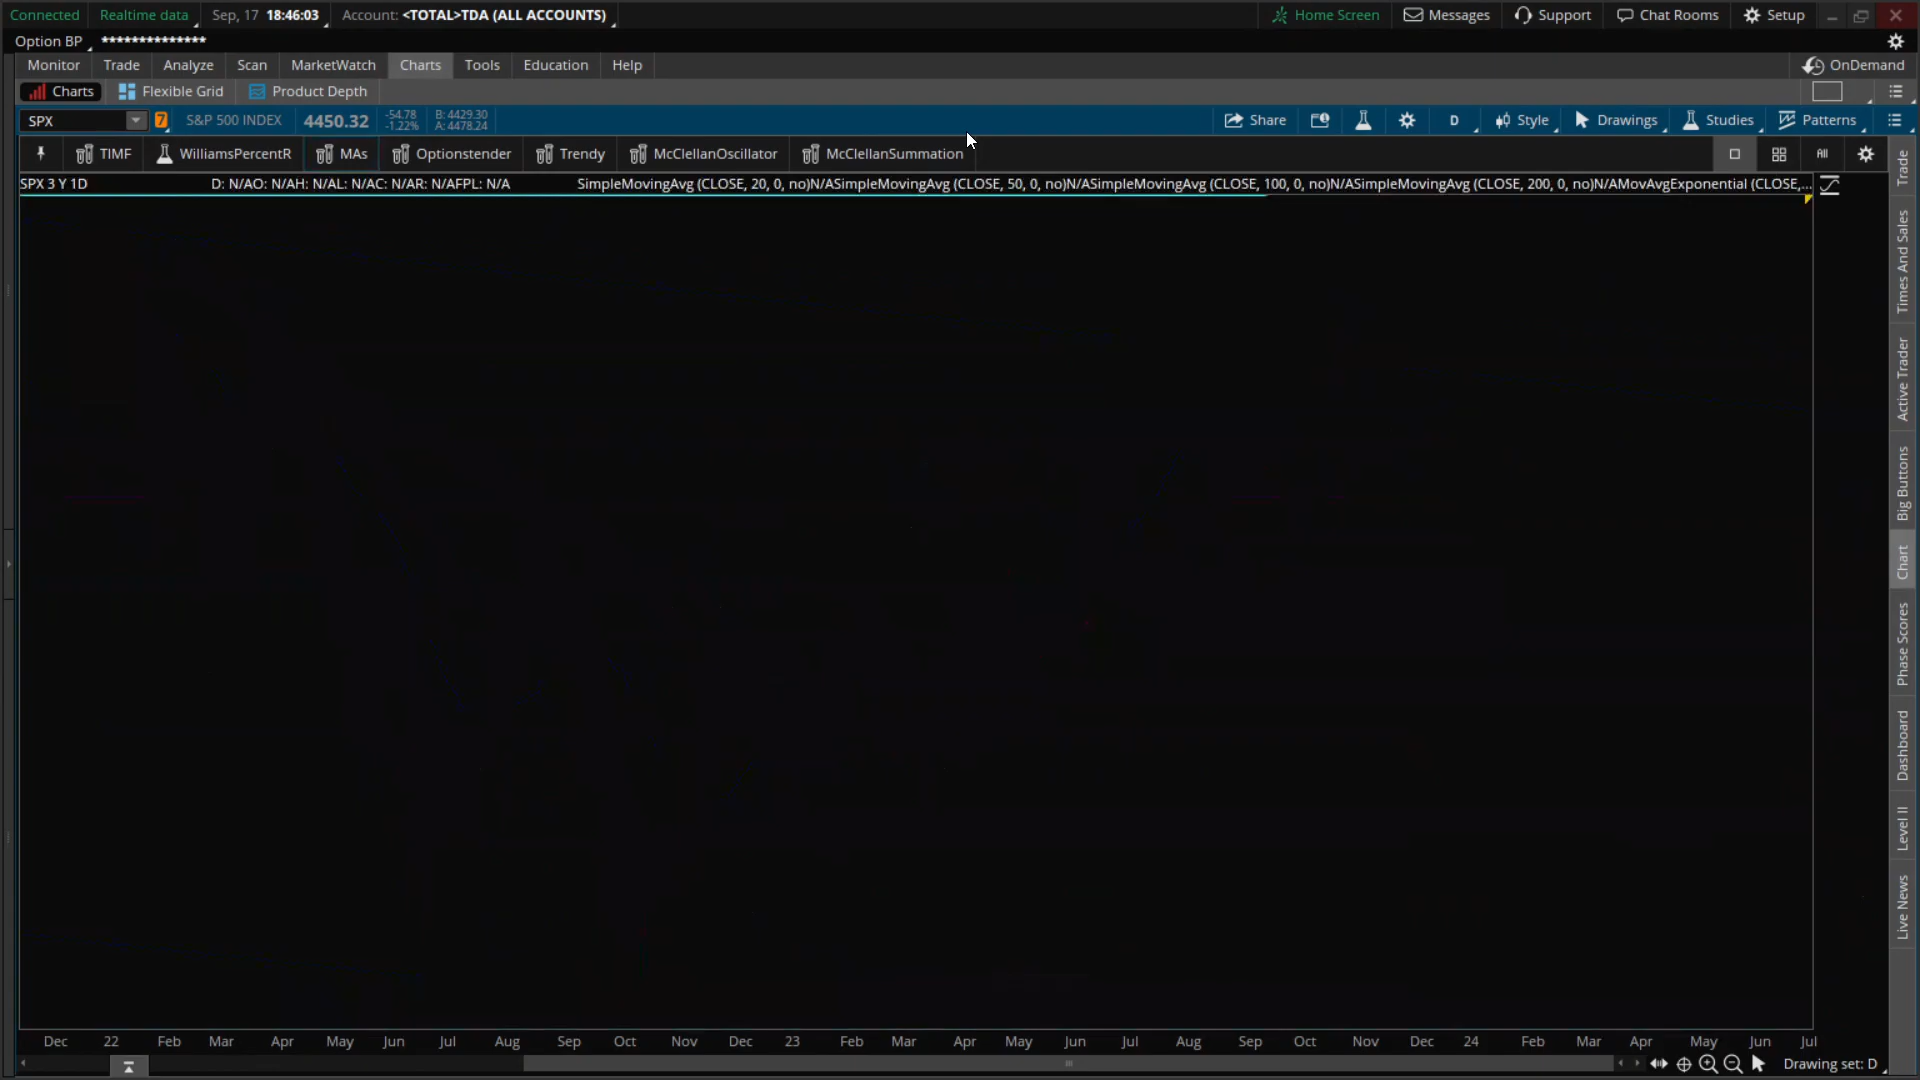 Connected Realtime data Sep, 17 18:46:03 Account: <TOTAL>TDA (ALL ACCOUNTS) Home Screen Messages Support Chat Rooms Setup
Option BP **************
Monitor Trade Analyze Scan MarketWatch Charts Tools Education Help OnDemand
Charts Flexible Grid Product Depth
SPX 7 S&P 500 INDEX 4450.32 -54.78 B: 4429.30 Share D Style Drawings Studies Patterns
-1.22% A: 4478.24
TIMF WilliamsPercentR MAs Optionstender Trendy McClellanOscillator McClellanSummation All
SPX 3 Y 1D D: N/AO: N/AH: N/AL: N/AC: N/AR: N/AFPL: N/A SimpleMovingAvg (CLOSE, 20, 0, no)N/ASimpleMovingAvg (CLOSE, 50, 0, no)N/ASimpleMovingAvg (CLOSE, 100, 0, no)N/ASimpleMovingAvg (CLOSE, 200, 0, no)N/AMovAvgExponential (CLOSE,...
Trade
Times And Sales
Active Trader
Big Buttons
Chart
Phase Scores
Dashboard
Level II
Live News
Dec 22 Feb Mar Apr May Jun Jul Aug Sep Oct Nov Dec 23 Feb Mar Apr May Jun Jul Aug Sep Oct Nov Dec 24 Feb Mar Apr May Jun Jul
Drawing set: D